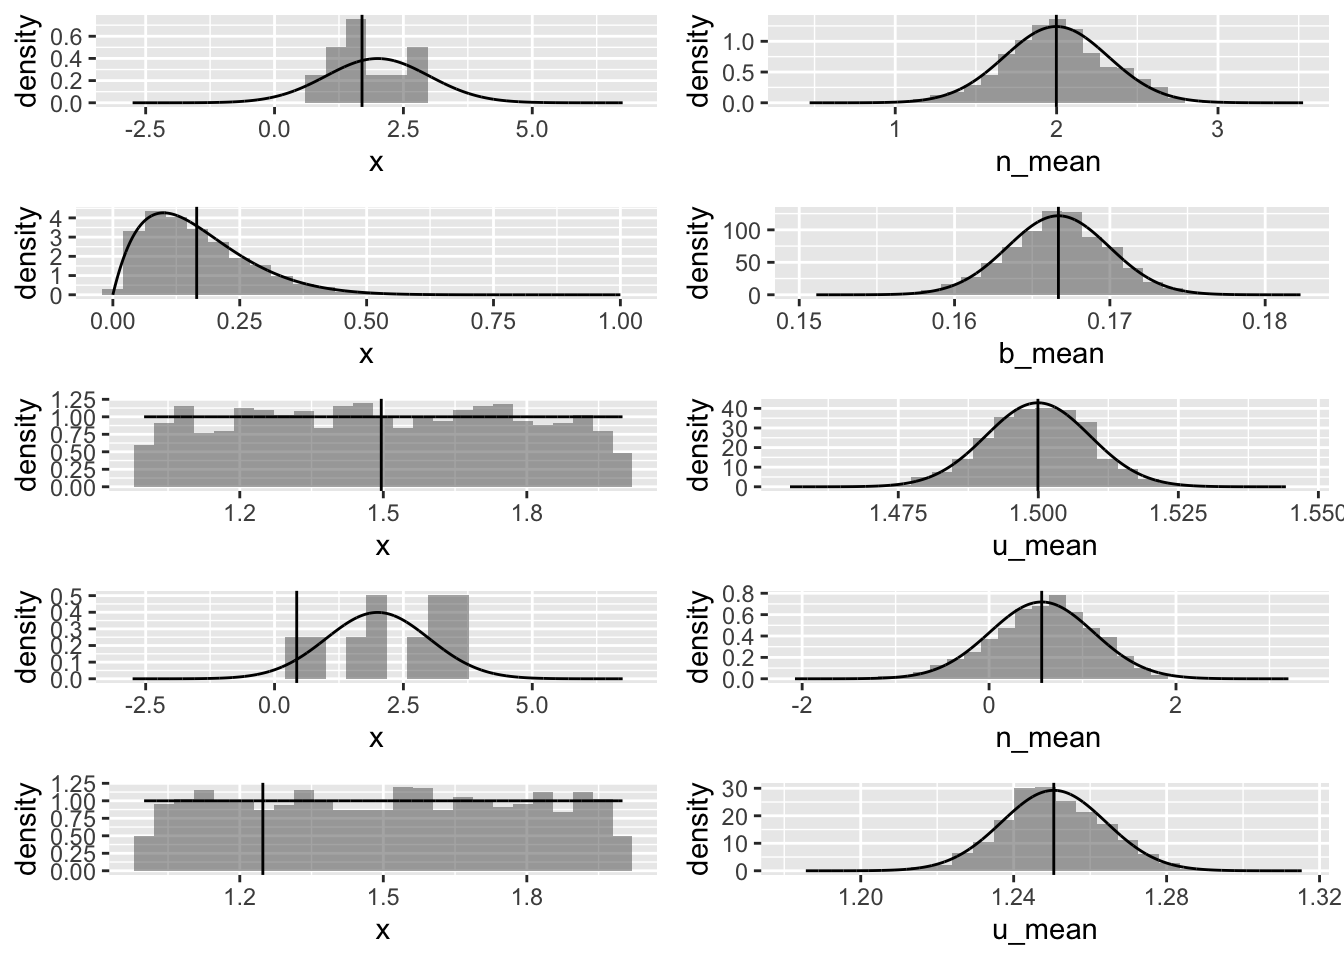 density
0.6
0.4
0.2
0.0
-2.5 0.0 2.5 5.0
x
density
1.0
0.5
0.0
1 2 3
n_mean
density
4
3
2
1
0
0.00 0.25 0.50 0.75 1.00
x
density
100
50
0
0.15 0.16 0.17 0.18
b_mean
density
1.25
1.00
0.75
0.50
0.25
0.00
1.2 1.5 1.8
x
density
40
30
20
10
0
1.475 1.500 1.525 1.550
u_mean
density
0.5
0.4
0.3
0.2
0.1
0.0
-2.5 0.0 2.5 5.0
x
density
0.8
0.6
0.4
0.2
0.0
-2 0 2
n_mean
density
1.25
1.00
0.75
0.50
0.25
0.00
1.2 1.5 1.8
x
density
30
20
10
0
1.20 1.24 1.28 1.32
u_mean